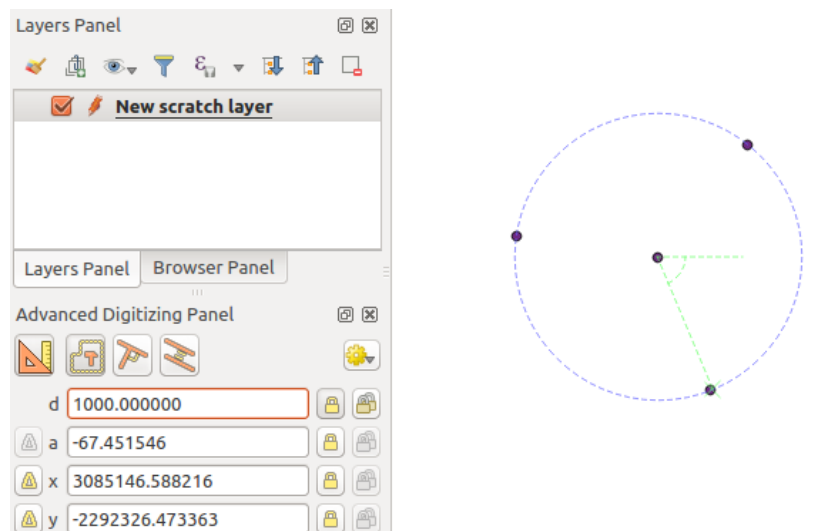 Layers Panel
New scratch layer
Layers Panel Browser Panel
Advanced Digitizing Panel
d 1000.000000
a -67.451546
x 3085146.588216
y -2292326.473363